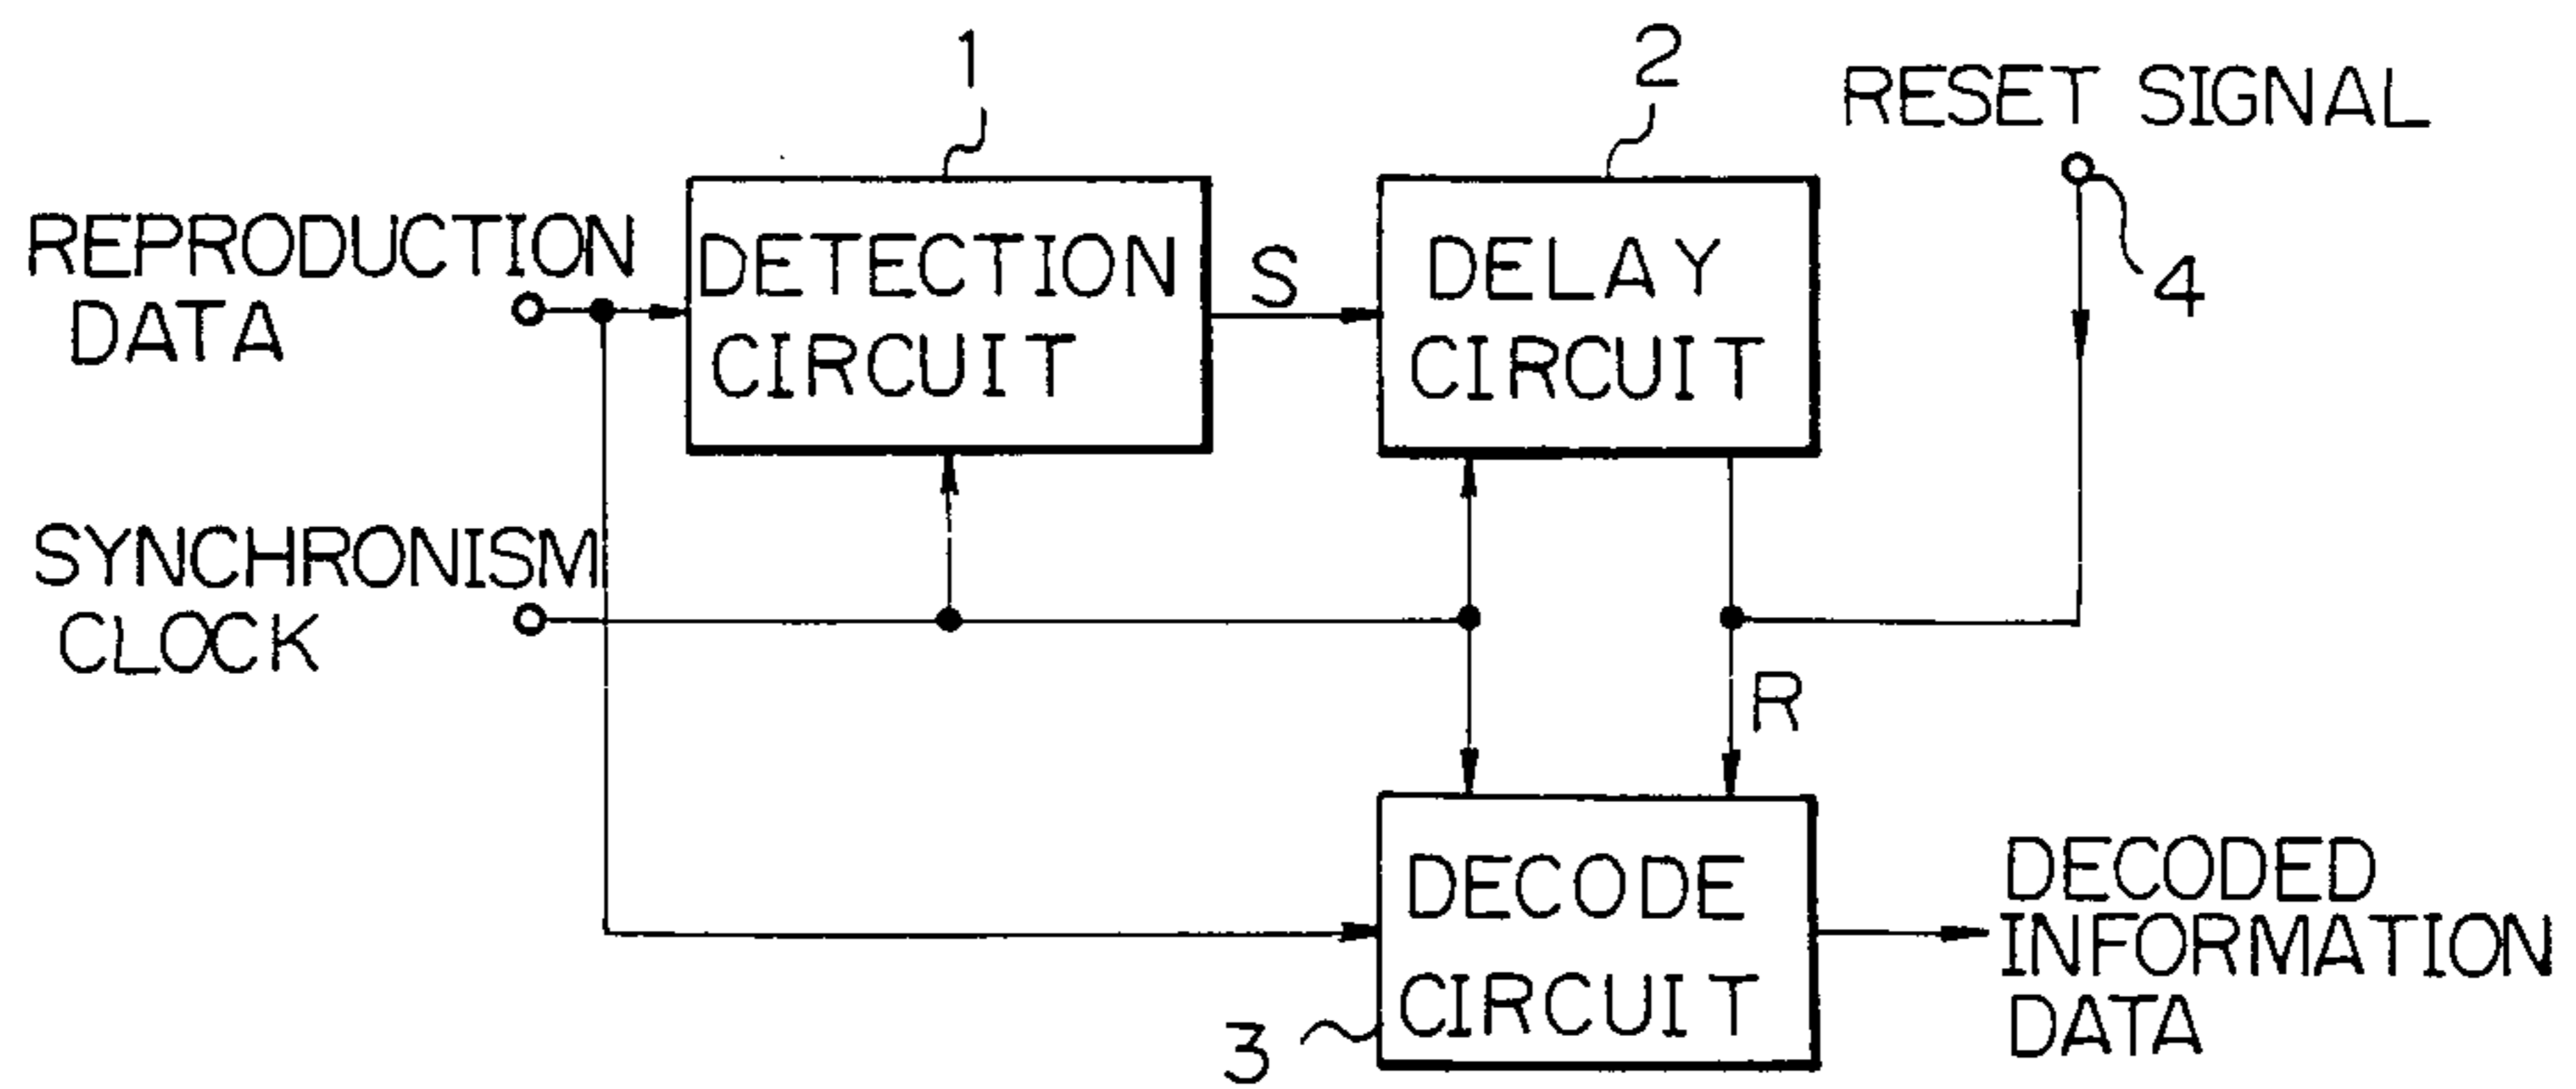 1
2
RESET SIGNAL
REPRODUCTION
DATA
DETECTION
CIRCUIT
S
DELAY
CIRCUIT
4
SYNCHRONISM
CLOCK
R
DECODE
CIRCUIT
3
DECODED
INFORMATION
DATA